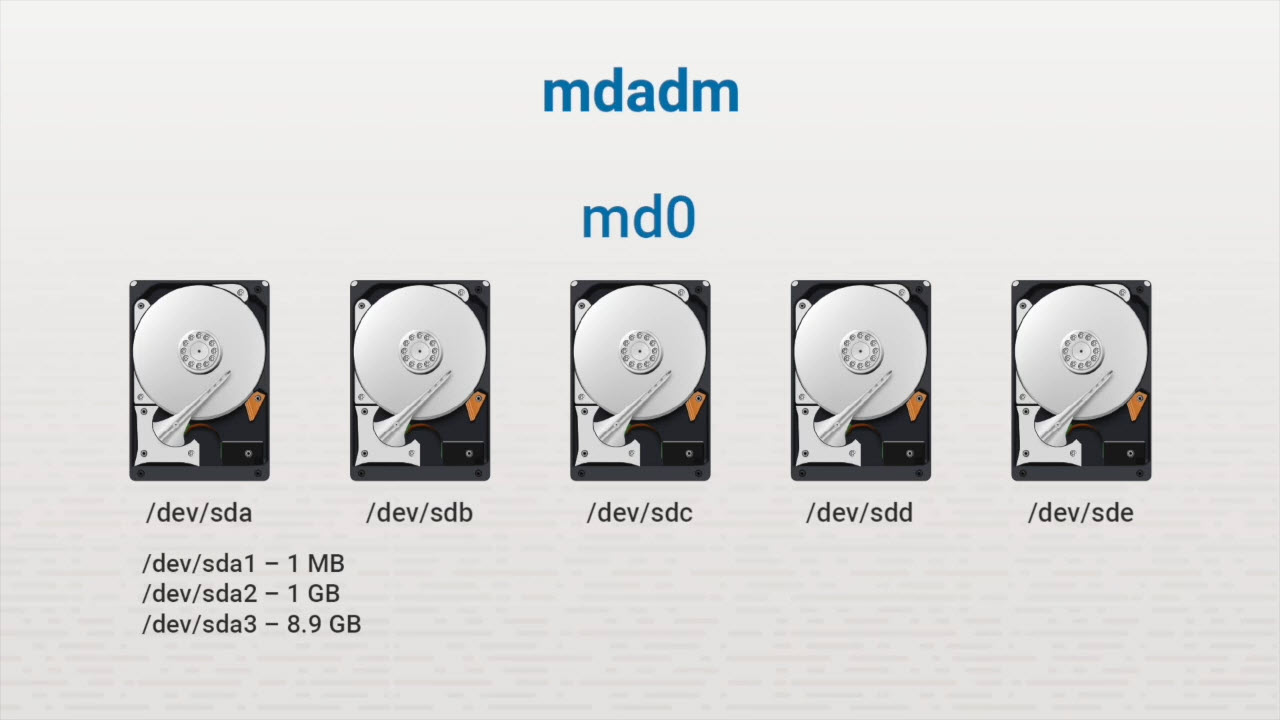 mdadm
md0
/dev/sda
/dev/sdb
/dev/sdc
/dev/sdd
/dev/sde
/dev/sda1 – 1 MB
/dev/sda2 – 1 GB
/dev/sda3 – 8.9 GB